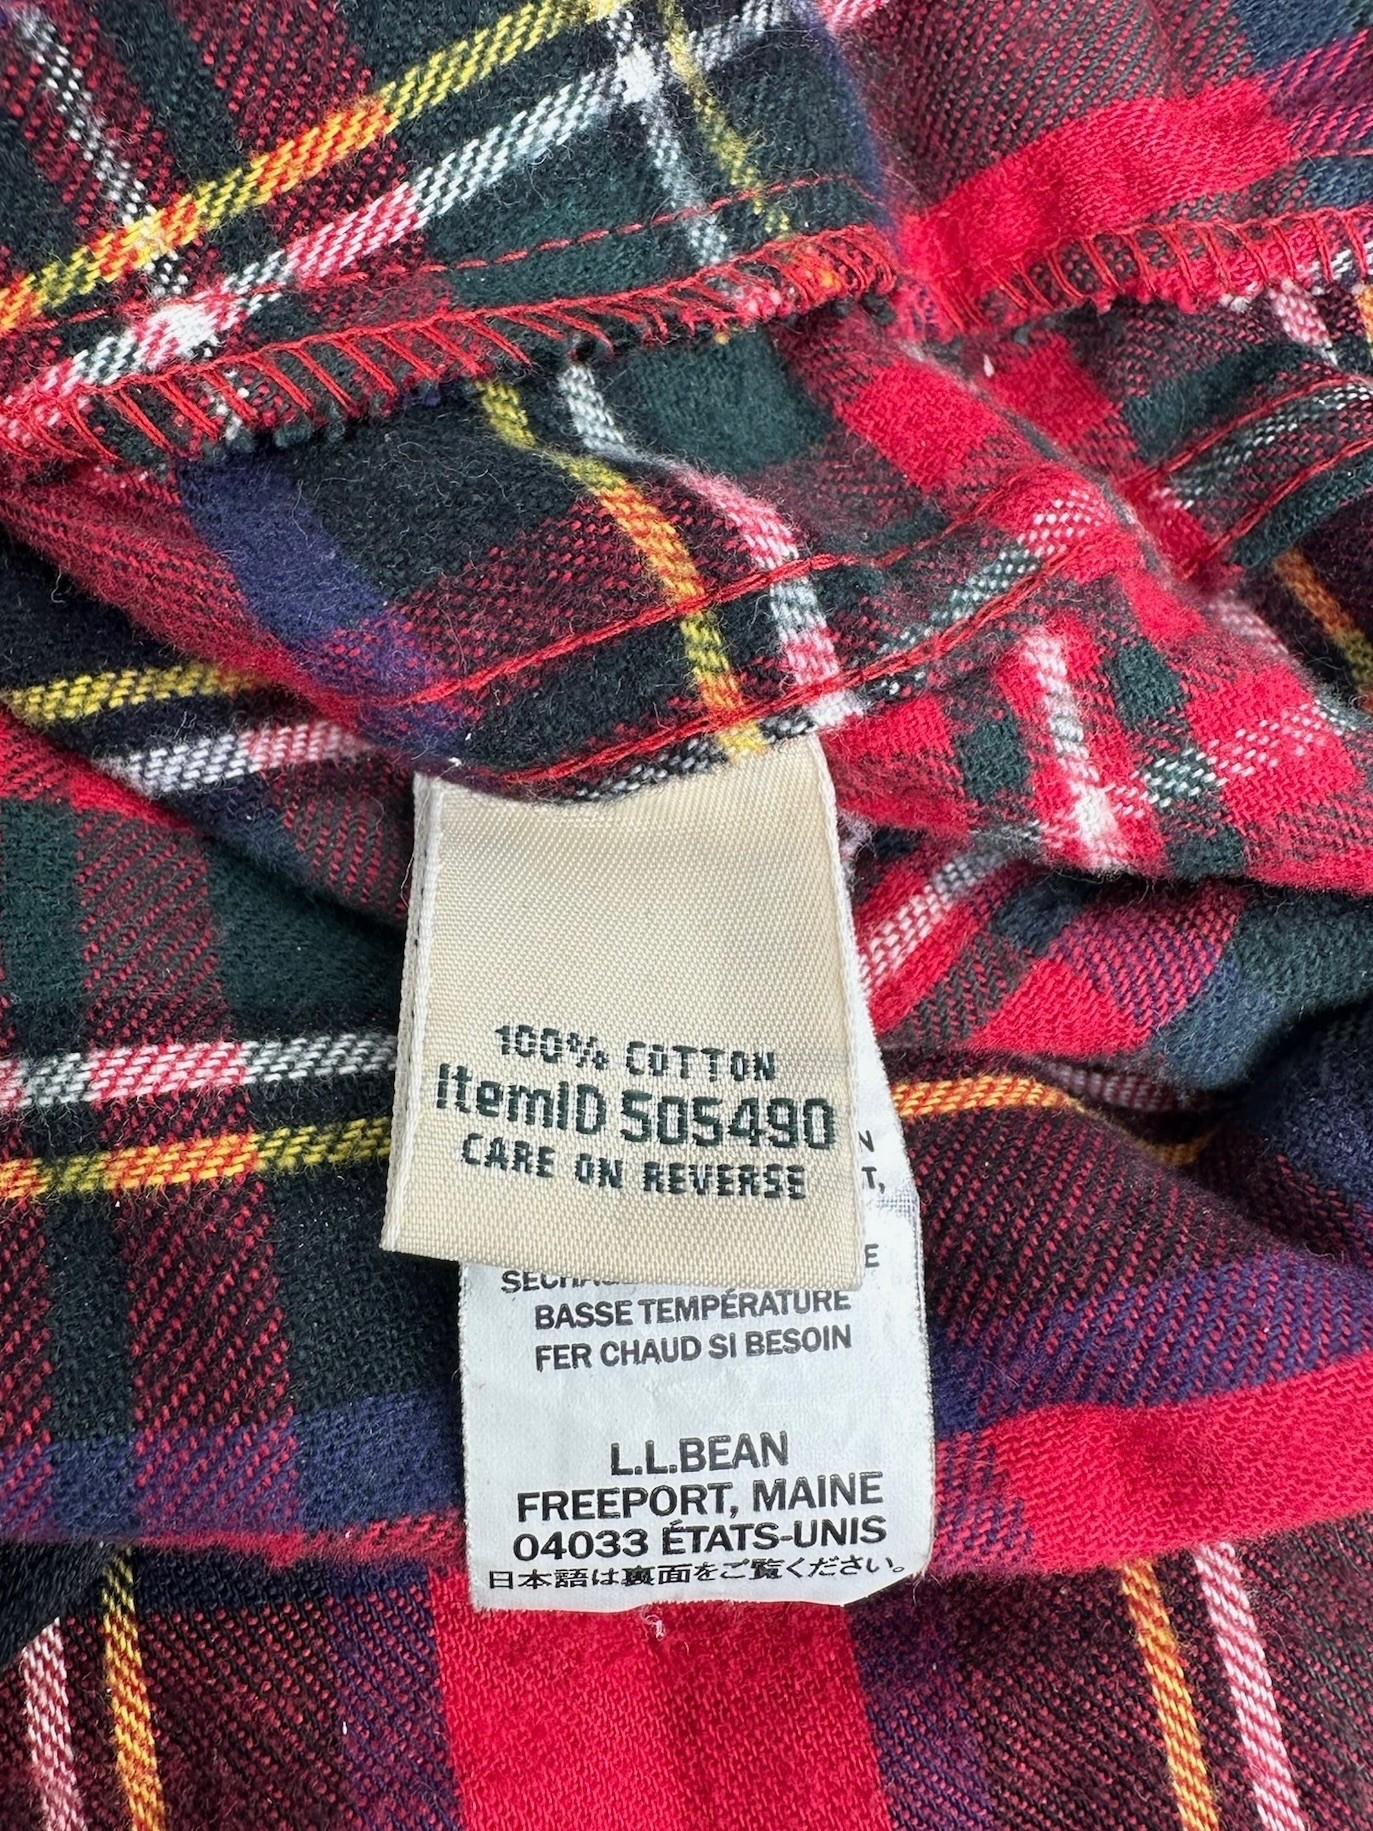 100% COTTON
ItemID 505490
CARE ON REVERSE
N
T,
E
BASSE TEMPÉRATURE
FER CHAUD SI BESOIN
L.L.BEAN
FREEPORT, MAINE
04033 ÉTATS-UNIS
日本語は裏面をご覧ください。